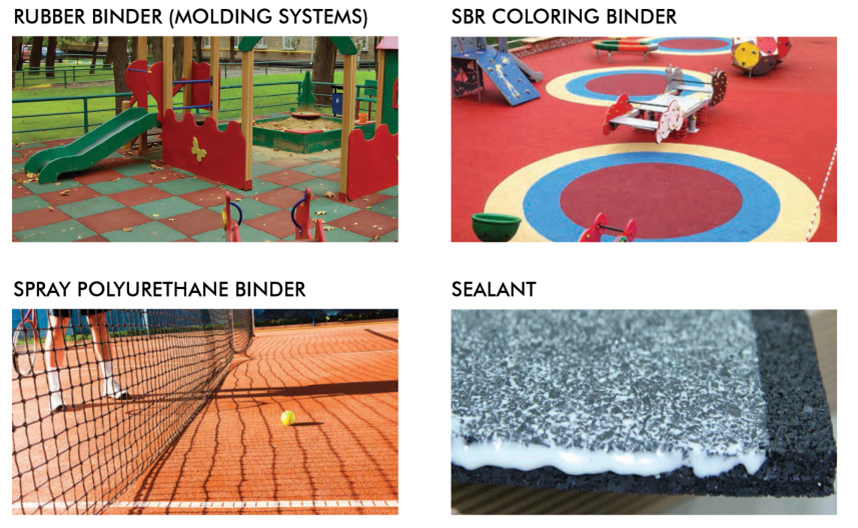 RUBBER BINDER (MOLDING SYSTEMS)
SBR COLORING BINDER
SPRAY POLYURETHANE BINDER
SEALANT